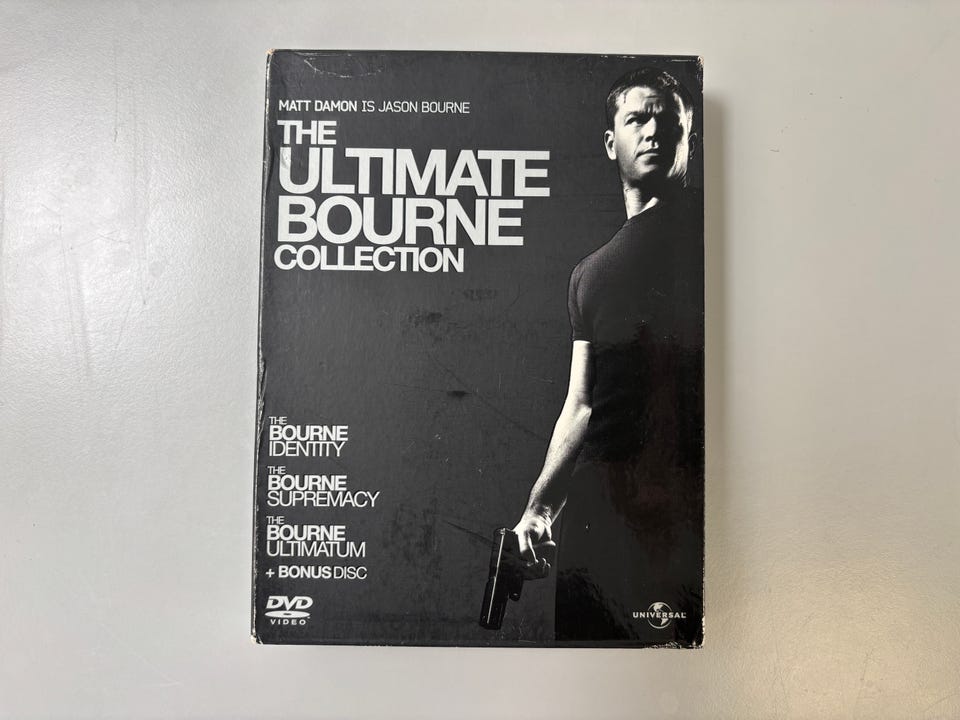 MATT DAMON IS JASON BOURNE
THE
ULTIMATE
BOURNE
COLLECTION
THE
BOURNE
IDENTITY
THE
BOURNE
SUPREMACY
THE
BOURNE
ULTIMATUM
+ BONUS DISC
DVD
VIDEO
UNIVERSAL